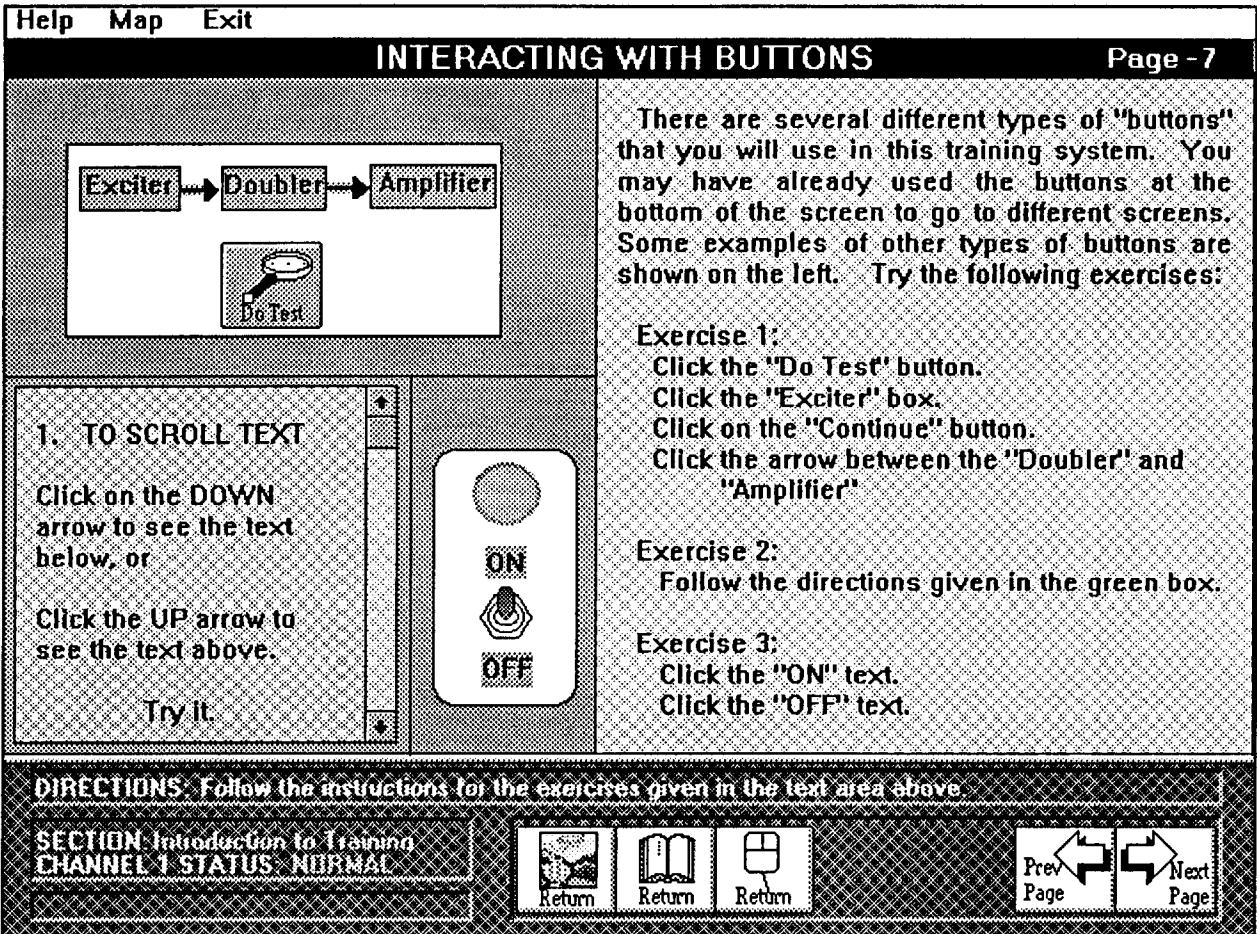 Help Map Exit
INTERACTING WITH BUTTONS Page - 7
Exciter Doubler Amplifier
Do Test
1. TO SCROLL TEXT
Click on the DOWN
arrow to see the text
below, or
Click the UP arrow to
see the text above.
Try it.
ON
OFF
There are several different types of "buttons"
that you will use in this training system. You
may have already used the buttons at the
bottom of the screen to go to different screens.
Some examples of other types of buttons are
shown on the left. Try the following exercises:
Exercise 1:
Click the "Do Test" button.
Click the "Exciter" box.
Click on the "Continue" button.
Click the arrow between the "Doubler" and
"Amplifier"
Exercise 2:
Follow the directions given in the green box.
Exercise 3:
Click the "ON" text.
Click the "OFF" text.
DIRECTIONS: Follow the instructions for the exercises given in the text area above.
SECTION: Introduction to Training
CHANNEL 1 STATUS: NORMAL
Return
Return
Return
Prev
Page
Next
Page